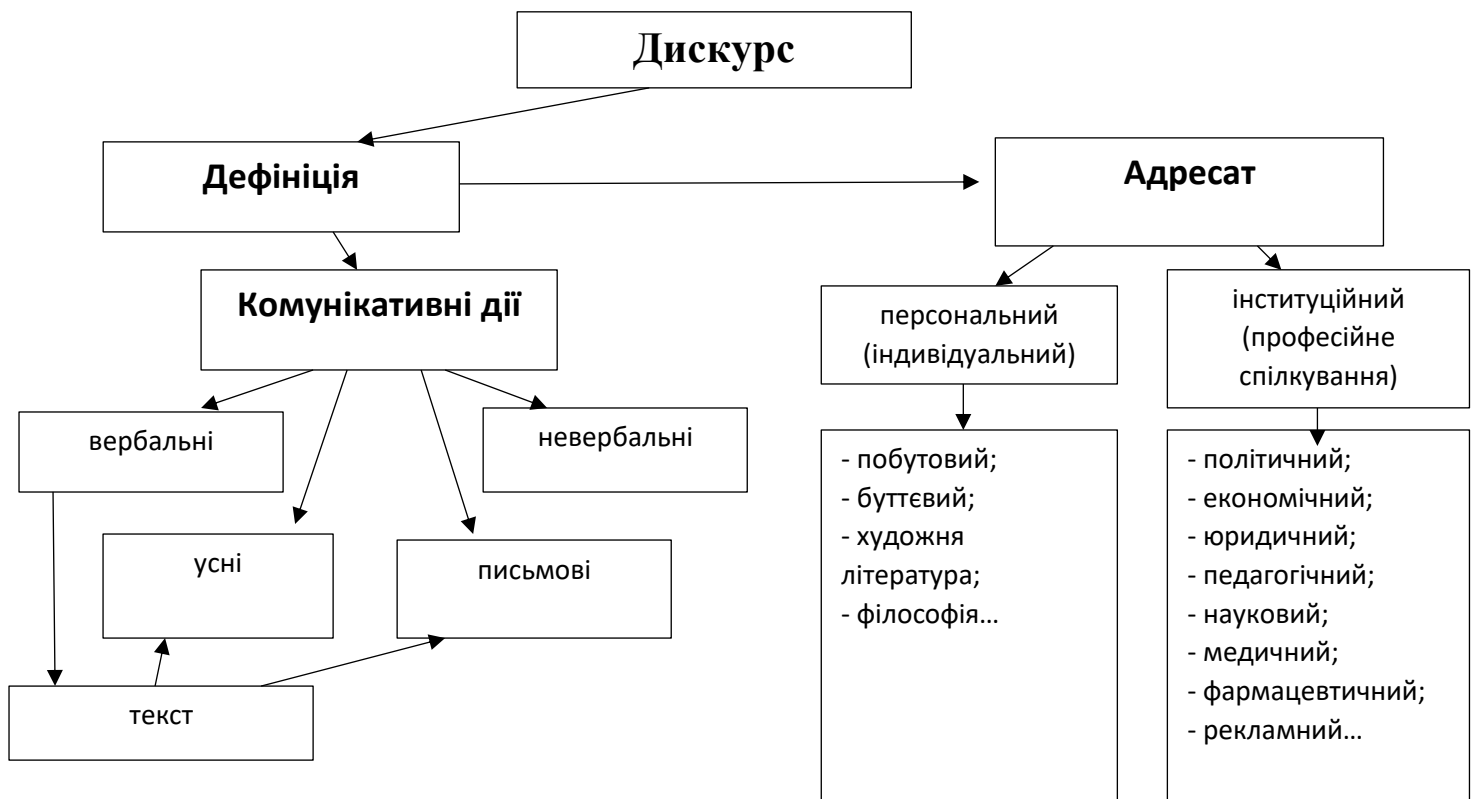 Дискурс
Дефініція
Адресат
Комунікативні дії
персональний
(індивідуальний)
інституційний
(професійне
спілкування)
вербальні
невербальні
усні
письмові
текст
- побутовий;
- буттєвий;
- художня
література;
- філософія...
- політичний;
- економічний;
- юридичний;
- педагогічний;
- науковий;
- медичний;
- фармацевтичний;
- рекламний...